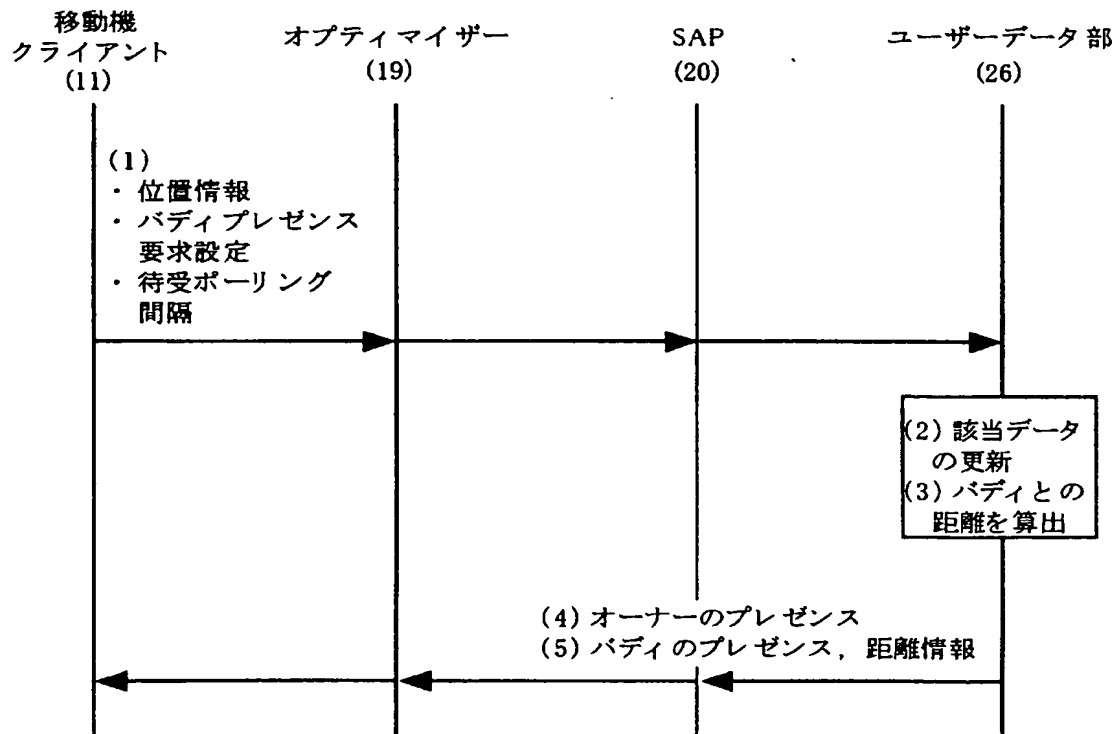 移動機
クライアント
(11)
オプティマイザー
(19)
SAP
(20)
ユーザーデータ部
(26)
(1)
・位置情報
・バディプレゼンス
要求設定
・待受ポーリング
間隔
(2) 該当データ
の更新
(3) バディとの
距離を算出
(4) オーナーのプレゼンス
(5) バディのプレゼンス，距離情報